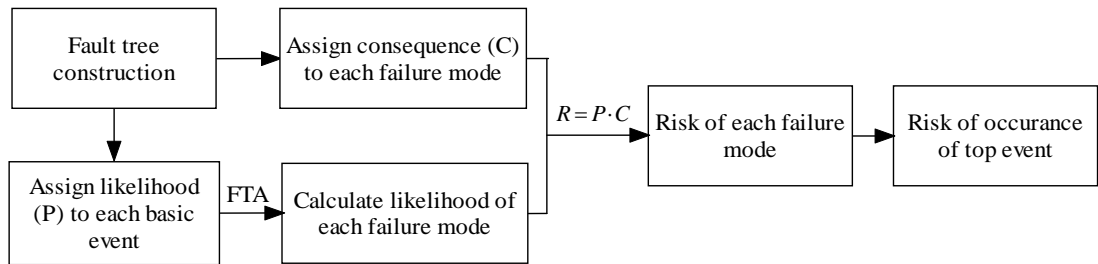 Fault tree
construction
Assign consequence (C)
to each failure mode
R = P · C
Risk of each failure
mode
Risk of occurance
of top event
Assign likelihood
(P) to each basic
event
FTA
Calculate likelihood of
each failure mode